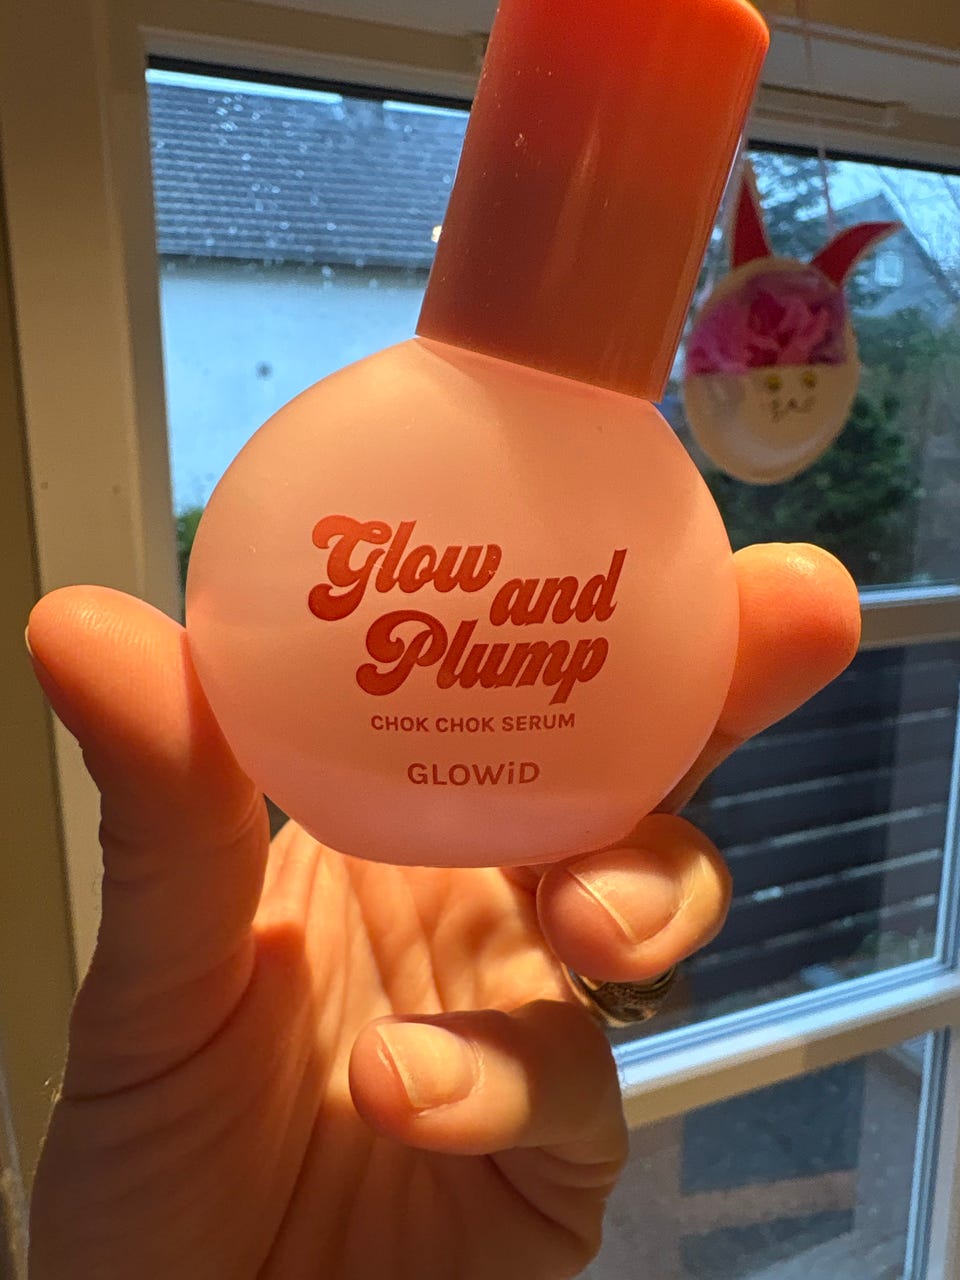 Glow and
Plump
CHOK CHOK SERUM
GLOWiD